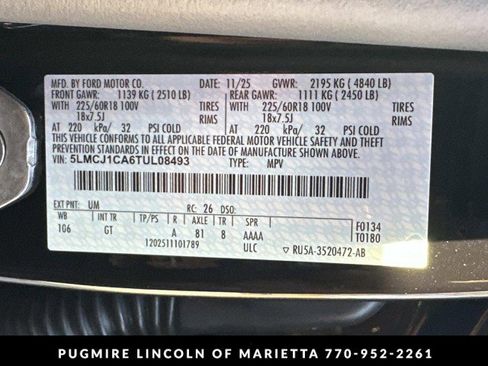 MFD. BY FORD MOTOR CO. DATE: 11/25 GVWR: 2195 KG ( 4840 LB)
FRONT GAWR: 1139 KG ( 2510 LB) REAR GAWR: 1111 KG ( 2450 LB)
WITH 225/60R18 100V TIRES WITH 225/60R18 100V TIRES
18x7.5J RIMS 18x7.5J RIMS
AT 220 kPa/ 32 PSI COLD AT 220 kPa/ 32 PSI COLD
THIS VEHICLE CONFORMS TO ALL APPLICABLE FEDERAL MOTOR VEHICLE SAFETY AND THEFT PREVENTION STANDARDS IN EFFECT ON THE DATE OF MANUFACTURE SHOWN ABOVE.
VIN: 5LMCJ1CA6TUL08493 TYPE: MPV
EXT PNT: UM RC: 26 DSO:
WB INT TR TP/PS R AXLE TR SPR F0134
106 GT A B1 8 AAAA T0180
1202511101789 ULC RU5A-3520472-AB
PUGMIRE LINCOLN OF MARIETTA 770-952-2261